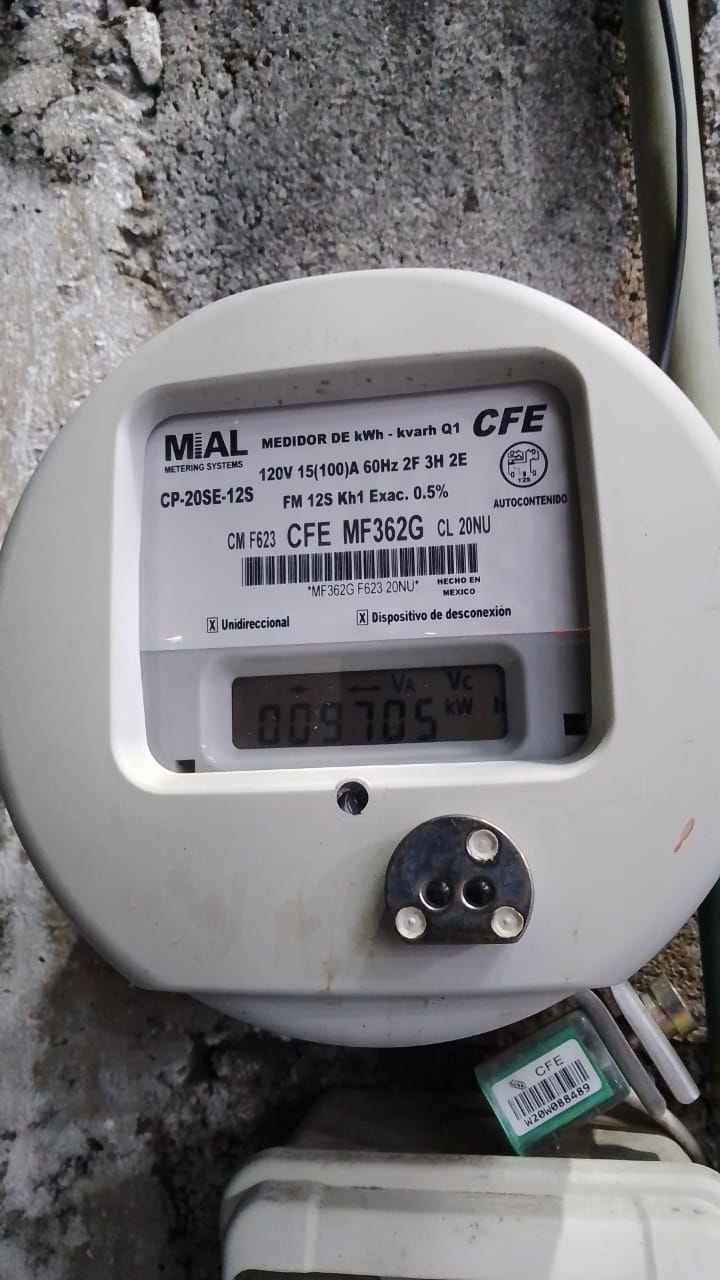 MIAL
METERING SYSTEMS
MEDIDOR DE kWh - kvarh Q1
CFE
120V 15(100)A 60Hz 2F 3H 2E
CP-20SE-12S
FM 12S Kh1 Exac. 0.5%
12S
AUTOCONTENIDO
CM F623 CFE MF362G CL 20NU
*MF362G F623 20NU*
HECHO EN
MEXICO
X Unidireccional
X Dispositivo de desconexión
VA VC
009705 kW h
CFE
W20W088489